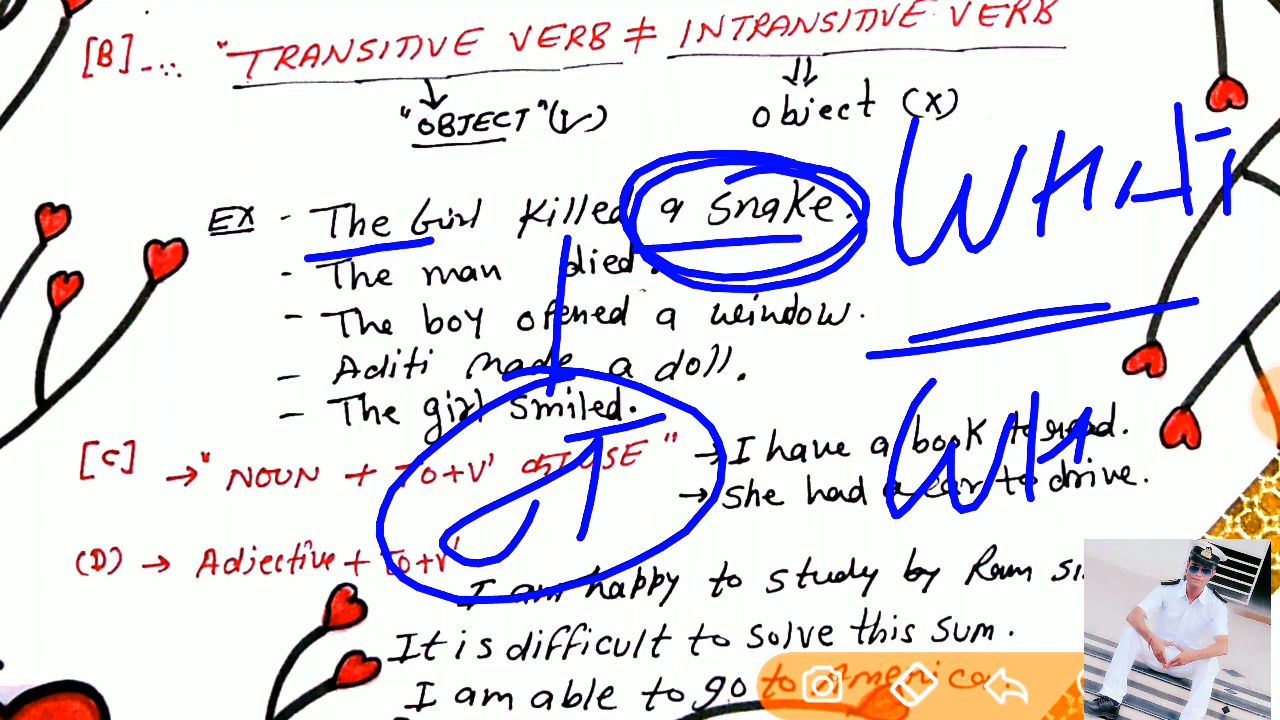 [B] "TRANSITIVE VERB ≠ INTRANSITIVE VERB
"OBJECT" (✓) object (x)
WHAT
EX - The Girl killed a snake.
- The man died.
- The boy opened a window.
- Aditi made a doll.
- The girl smiled.
WH
[C] → "NOUN + To+V' USE" → I have a book to read.
→ she had a car to drive.
(D) → Adjective + To+V'
I am happy to study by Ram
It is difficult to solve this sum.
I am able to go to America